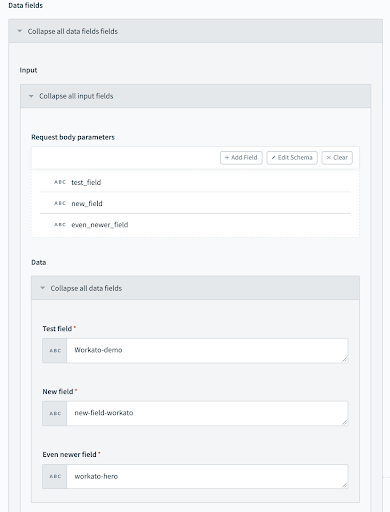 Data fields
Collapse all data fields fields
Input
Collapse all input fields
Request body parameters
+ Add Field Edit Schema × Clear
ABC test_field
ABC new_field
ABC even_newer_field
Data
Collapse all data fields
Test field *
ABC Workato-demo
New field *
ABC new-field-workato
Even newer field *
ABC workato-hero